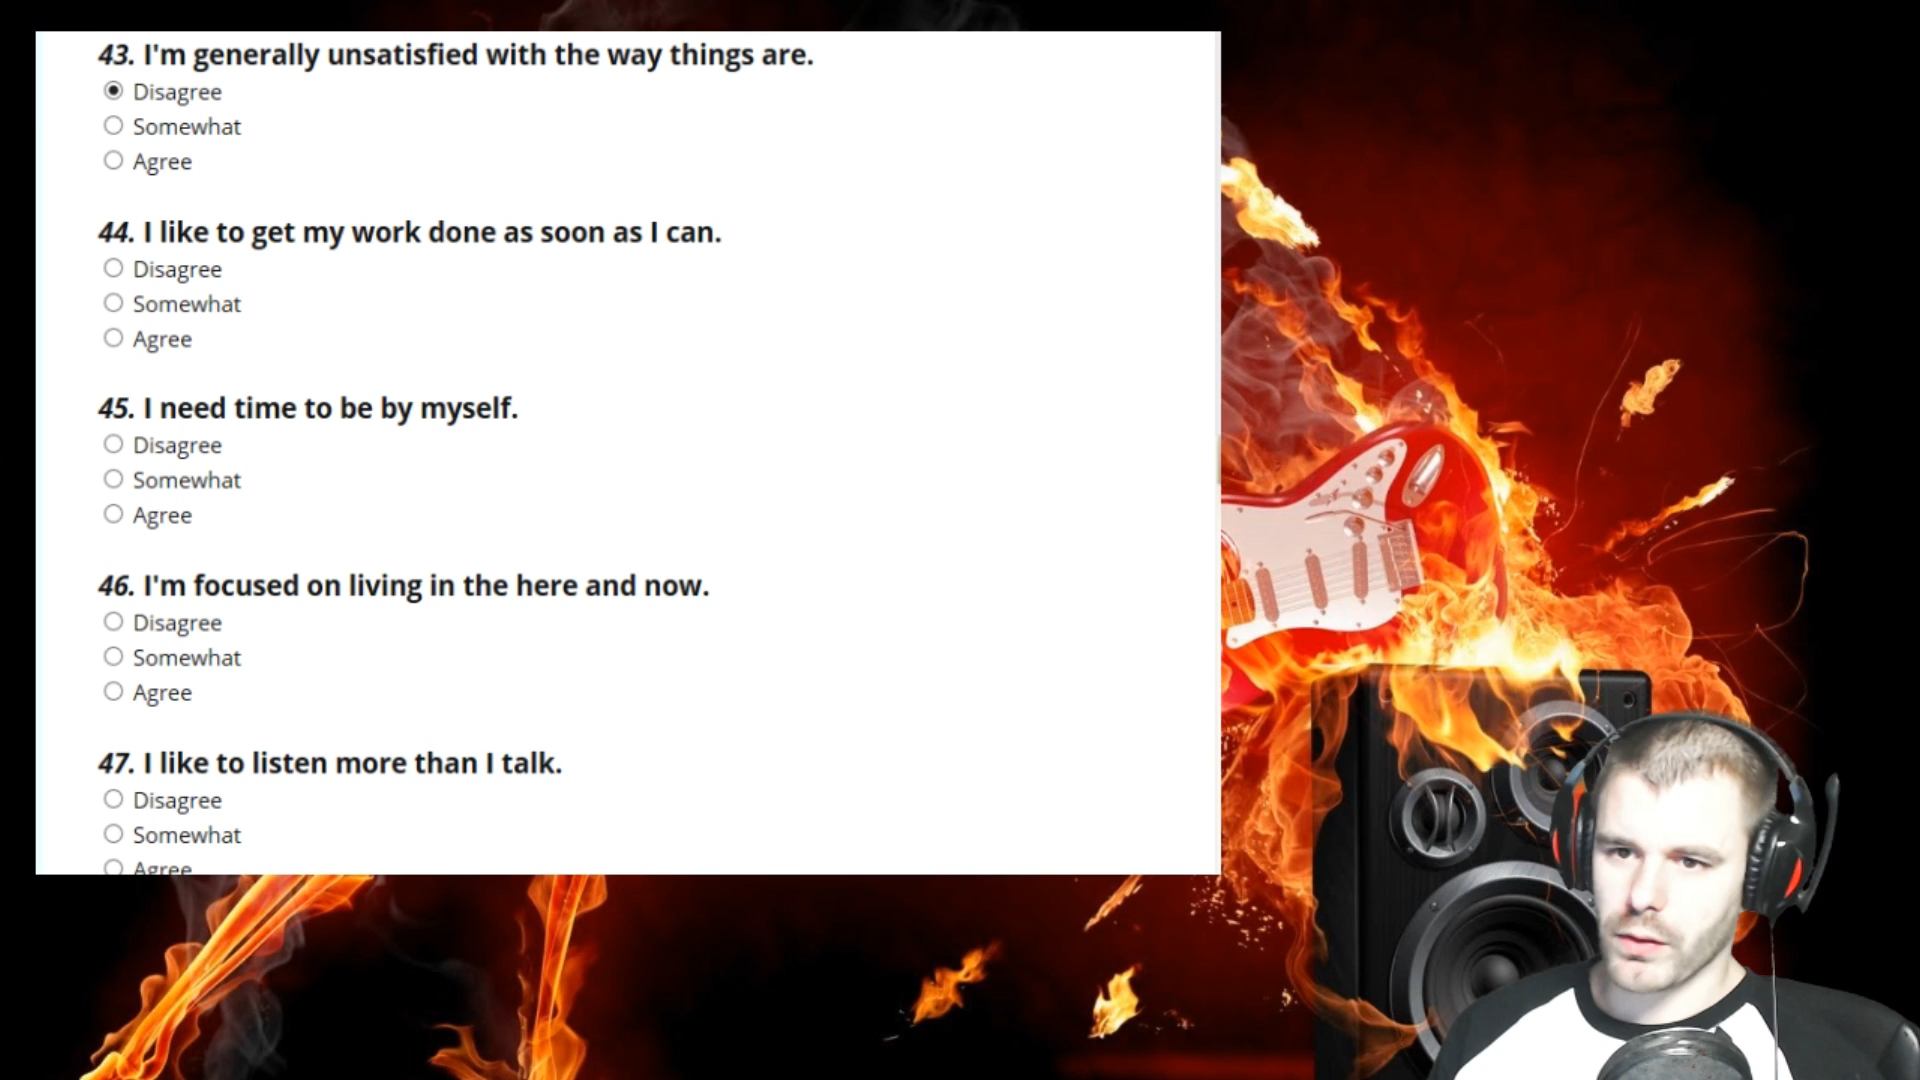 43. I'm generally unsatisfied with the way things are.
Disagree
Somewhat
Agree
44. I like to get my work done as soon as I can.
Disagree
Somewhat
Agree
45. I need time to be by myself.
Disagree
Somewhat
Agree
46. I'm focused on living in the here and now.
Disagree
Somewhat
Agree
47. I like to listen more than I talk.
Disagree
Somewhat
Agree